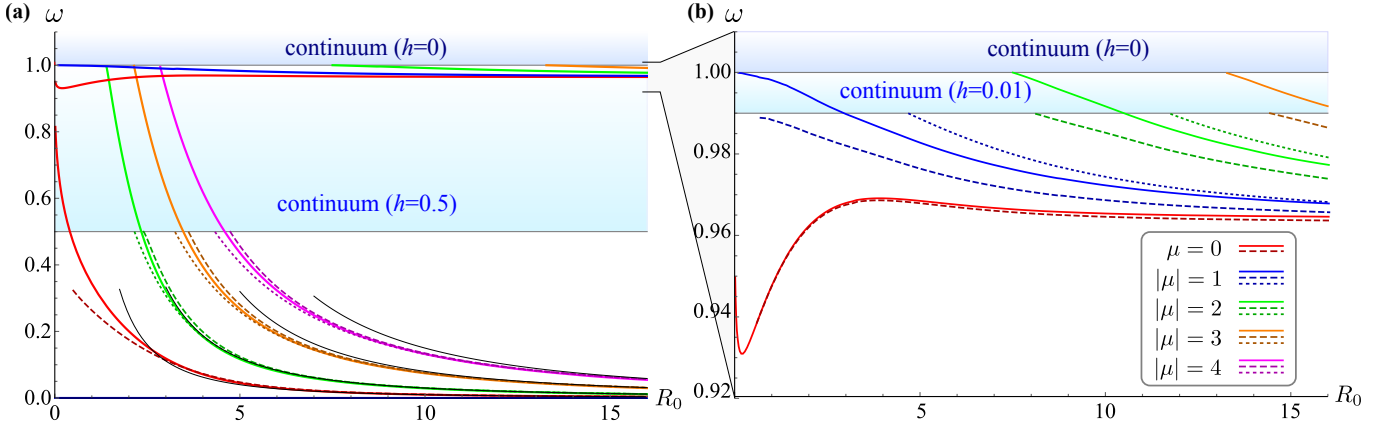 (a)
ω
continuum (h=0)
1.0
0.8
0.6
continuum (h=0.5)
0.4
0.2
0.0
0
5
10
15
R0
(b)
ω
continuum (h=0)
1.00
continuum (h=0.01)
0.98
0.96
0.94
0.92
μ = 0
|μ| = 1
|μ| = 2
|μ| = 3
|μ| = 4
5
10
15
R0